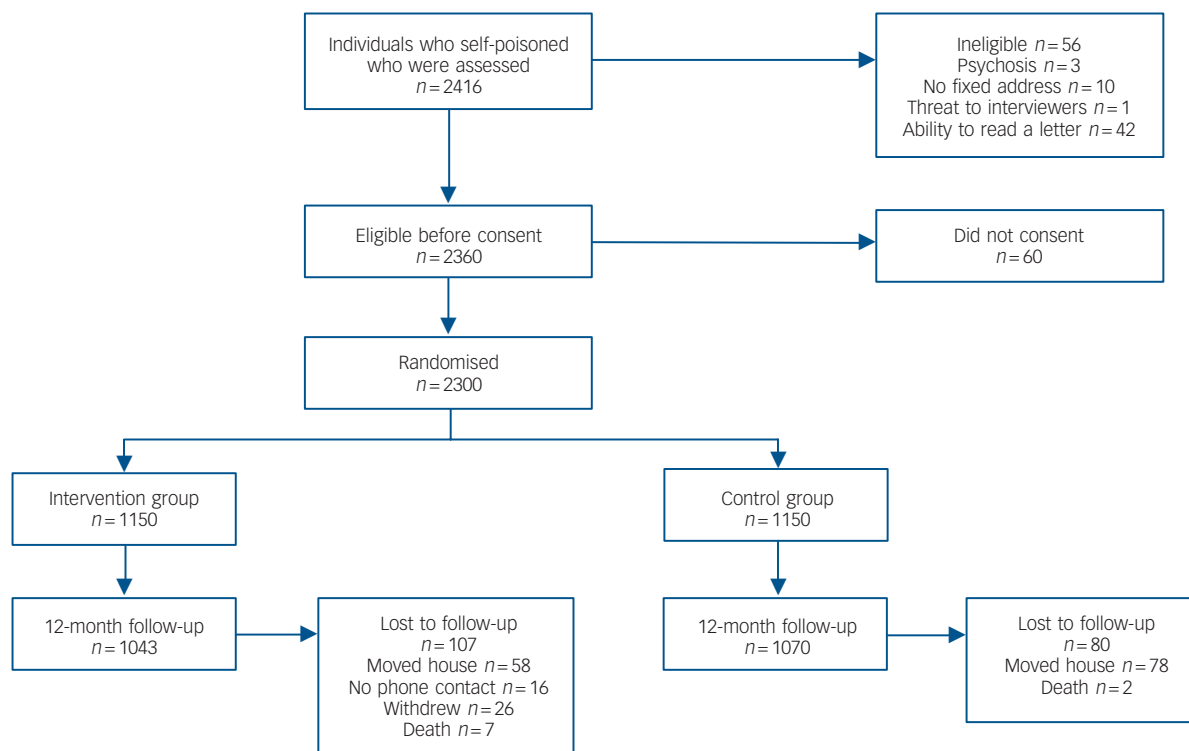 Individuals who self-poisoned
who were assessed
n=2416
Ineligible n=56
Psychosis n=3
No fixed address n=10
Threat to interviewers n=1
Ability to read a letter n=42
Eligible before consent
n=2360
Did not consent
n=60
Randomised
n=2300
Intervention group
n=1150
Control group
n=1150
12-month follow-up
n=1043
Lost to follow-up
n=107
Moved house n=58
No phone contact n=16
Withdrew n=26
Death n=7
12-month follow-up
n=1070
Lost to follow-up
n=80
Moved house n=78
Death n=2